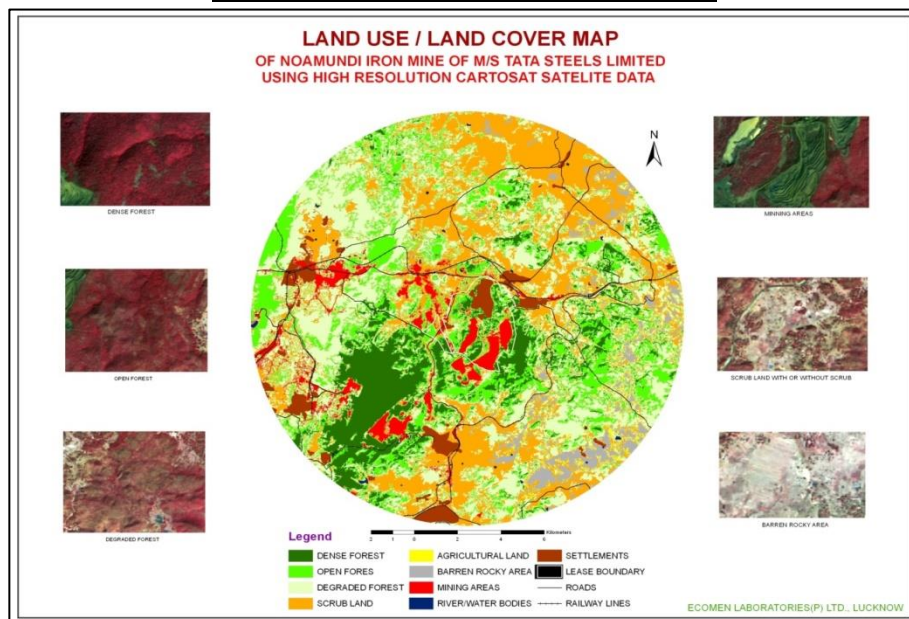 LAND USE / LAND COVER MAP
OF NOAMUNDI IRON MINE OF M/S TATA STEELS LIMITED
USING HIGH RESOLUTION CARTOSAT SATELITE DATA
N
DENSE FOREST
MINNING AREAS
OPEN FOREST
SCRUB LAND WITH OR WITHOUT SCRUB
DEGRADED FOREST
BARREN ROCKY AREA
Legend
Kilometers
DENSE FOREST
OPEN FORES
DEGRADED FOREST
SCRUB LAND
AGRICULTURAL LAND
BARREN ROCKY AREA
MINING AREAS
RIVER/WATER BODIES
SETTLEMENTS
LEASE BOUNDARY
ROADS
RAILWAY LINES
ECOMEN LABORATORIES(P) LTD., LUCKNOW